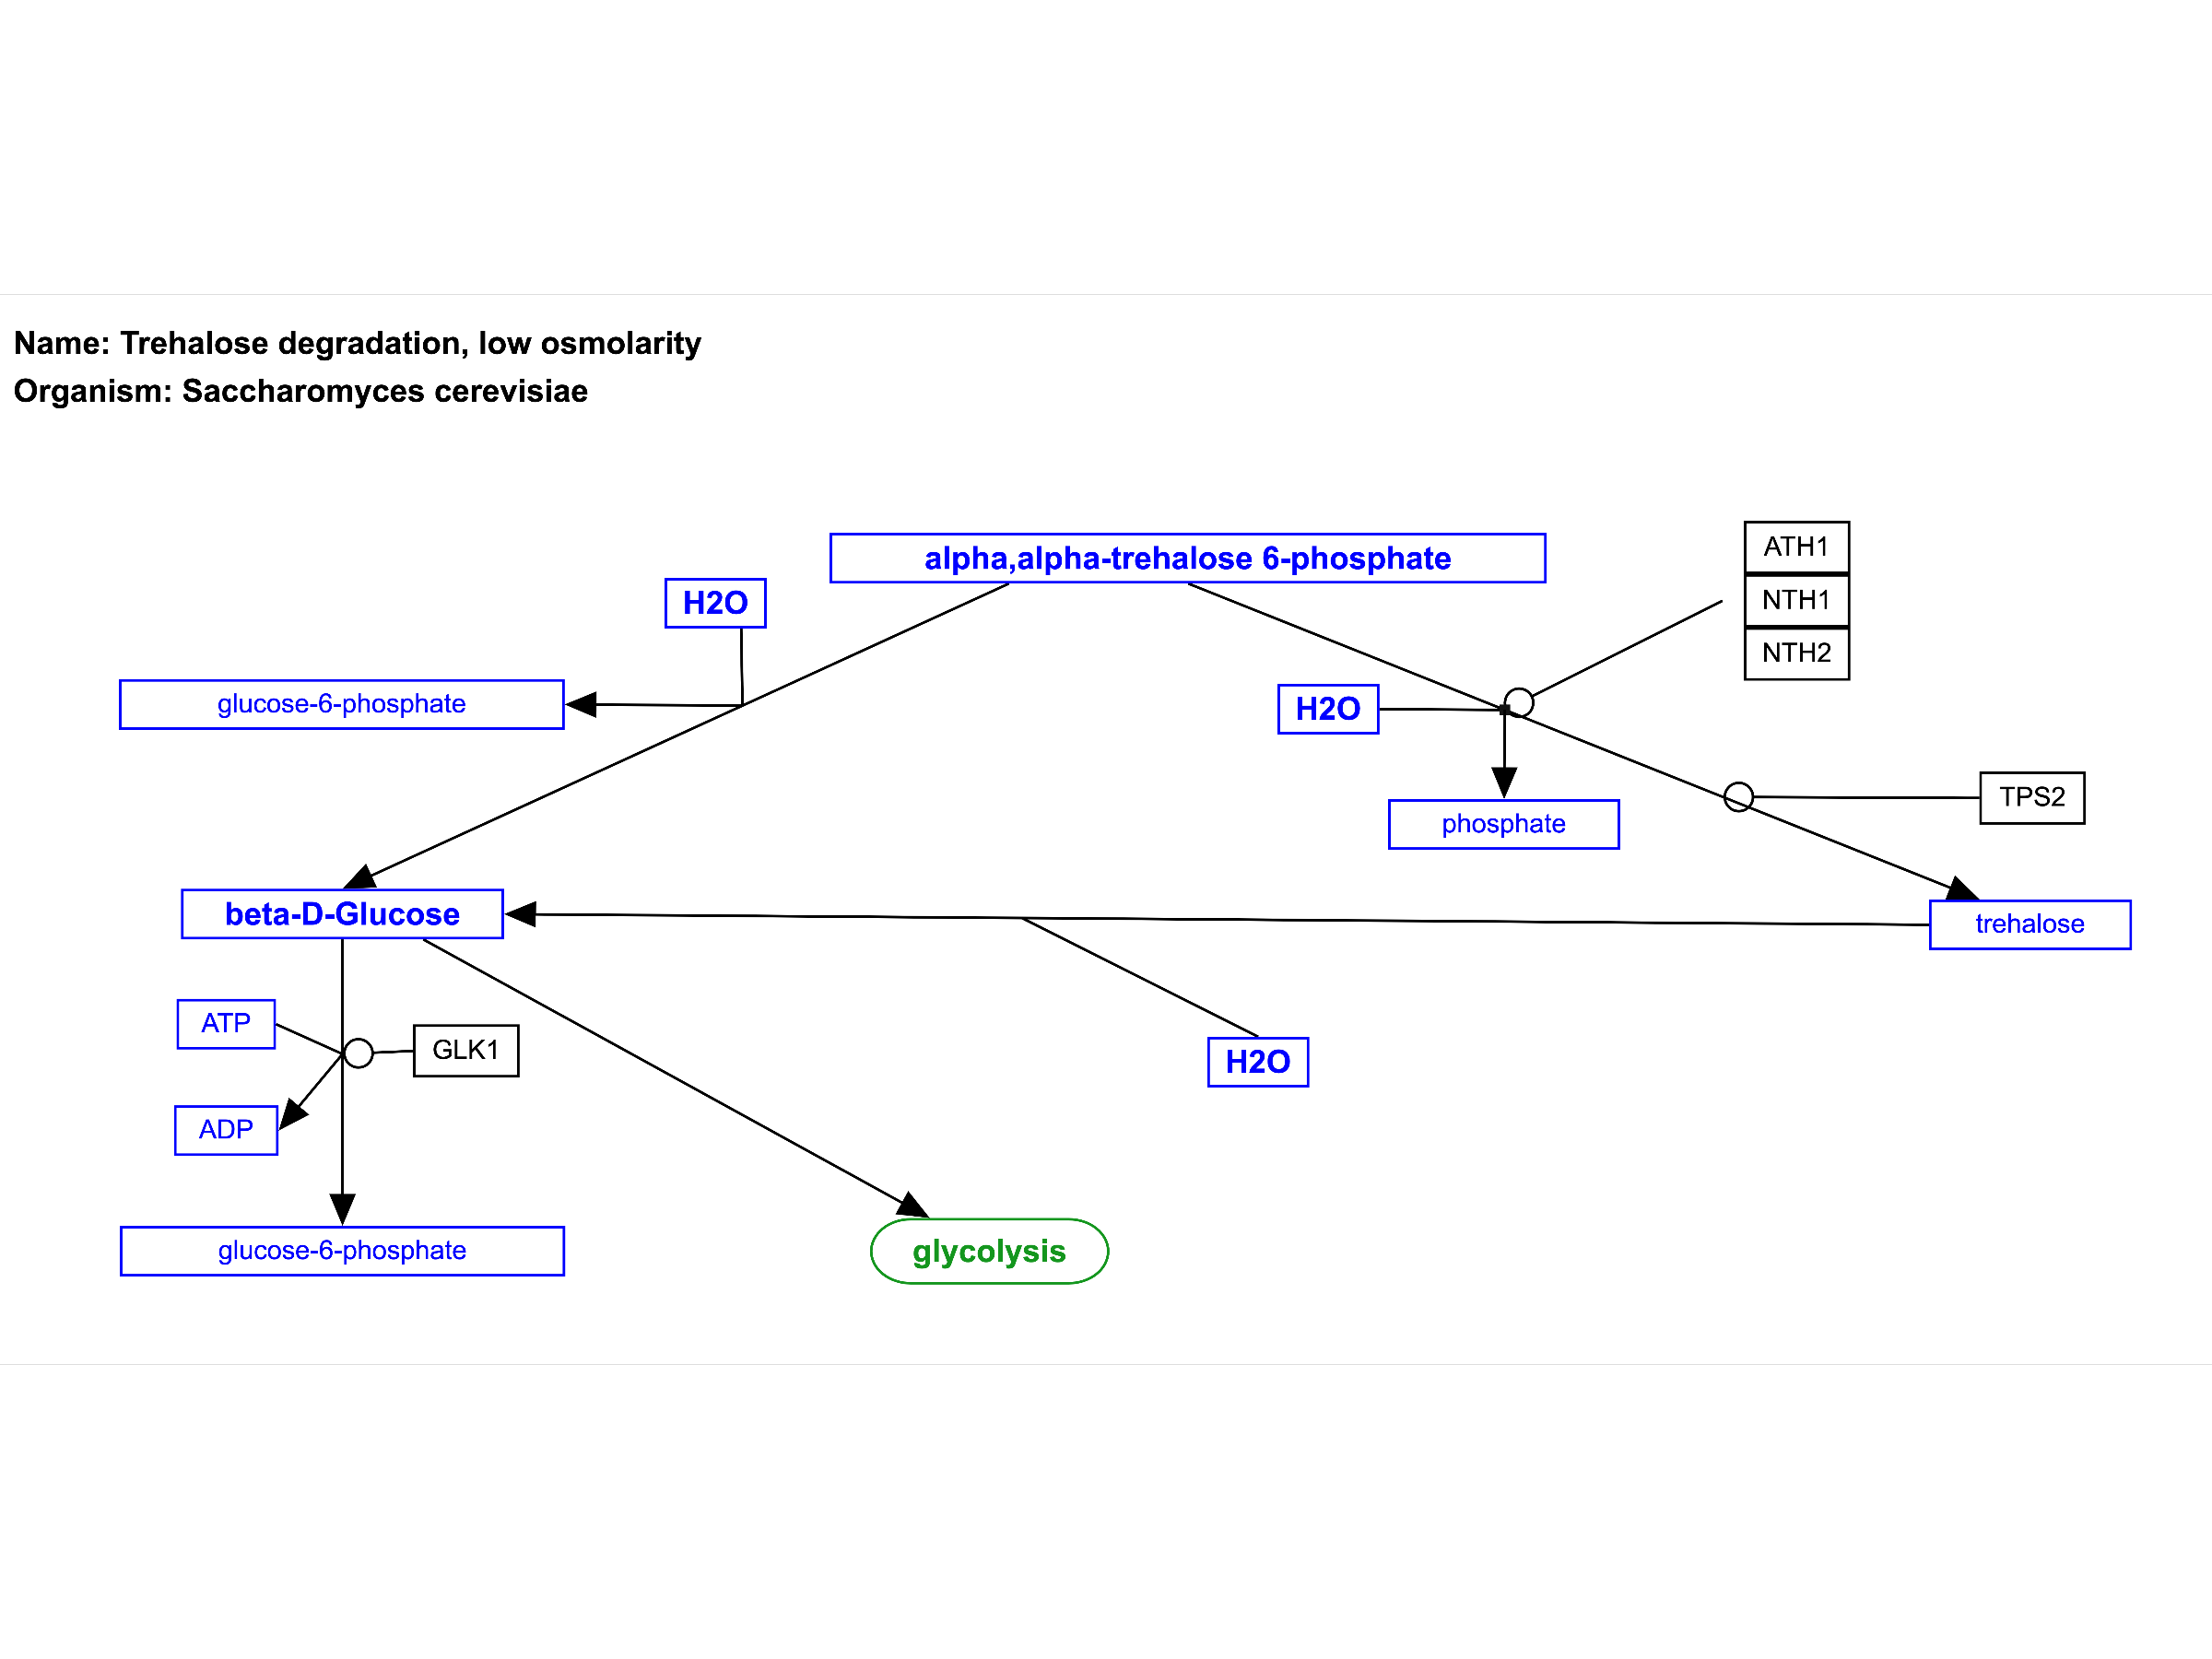 Name: Trehalose degradation, low osmolarity
Organism: Saccharomyces cerevisiae
alpha,alpha-trehalose 6-phosphate
ATH1
NTH1
NTH2
H2O
glucose-6-phosphate
H2O
TPS2
phosphate
beta-D-Glucose
trehalose
ATP
GLK1
H2O
ADP
glucose-6-phosphate
glycolysis